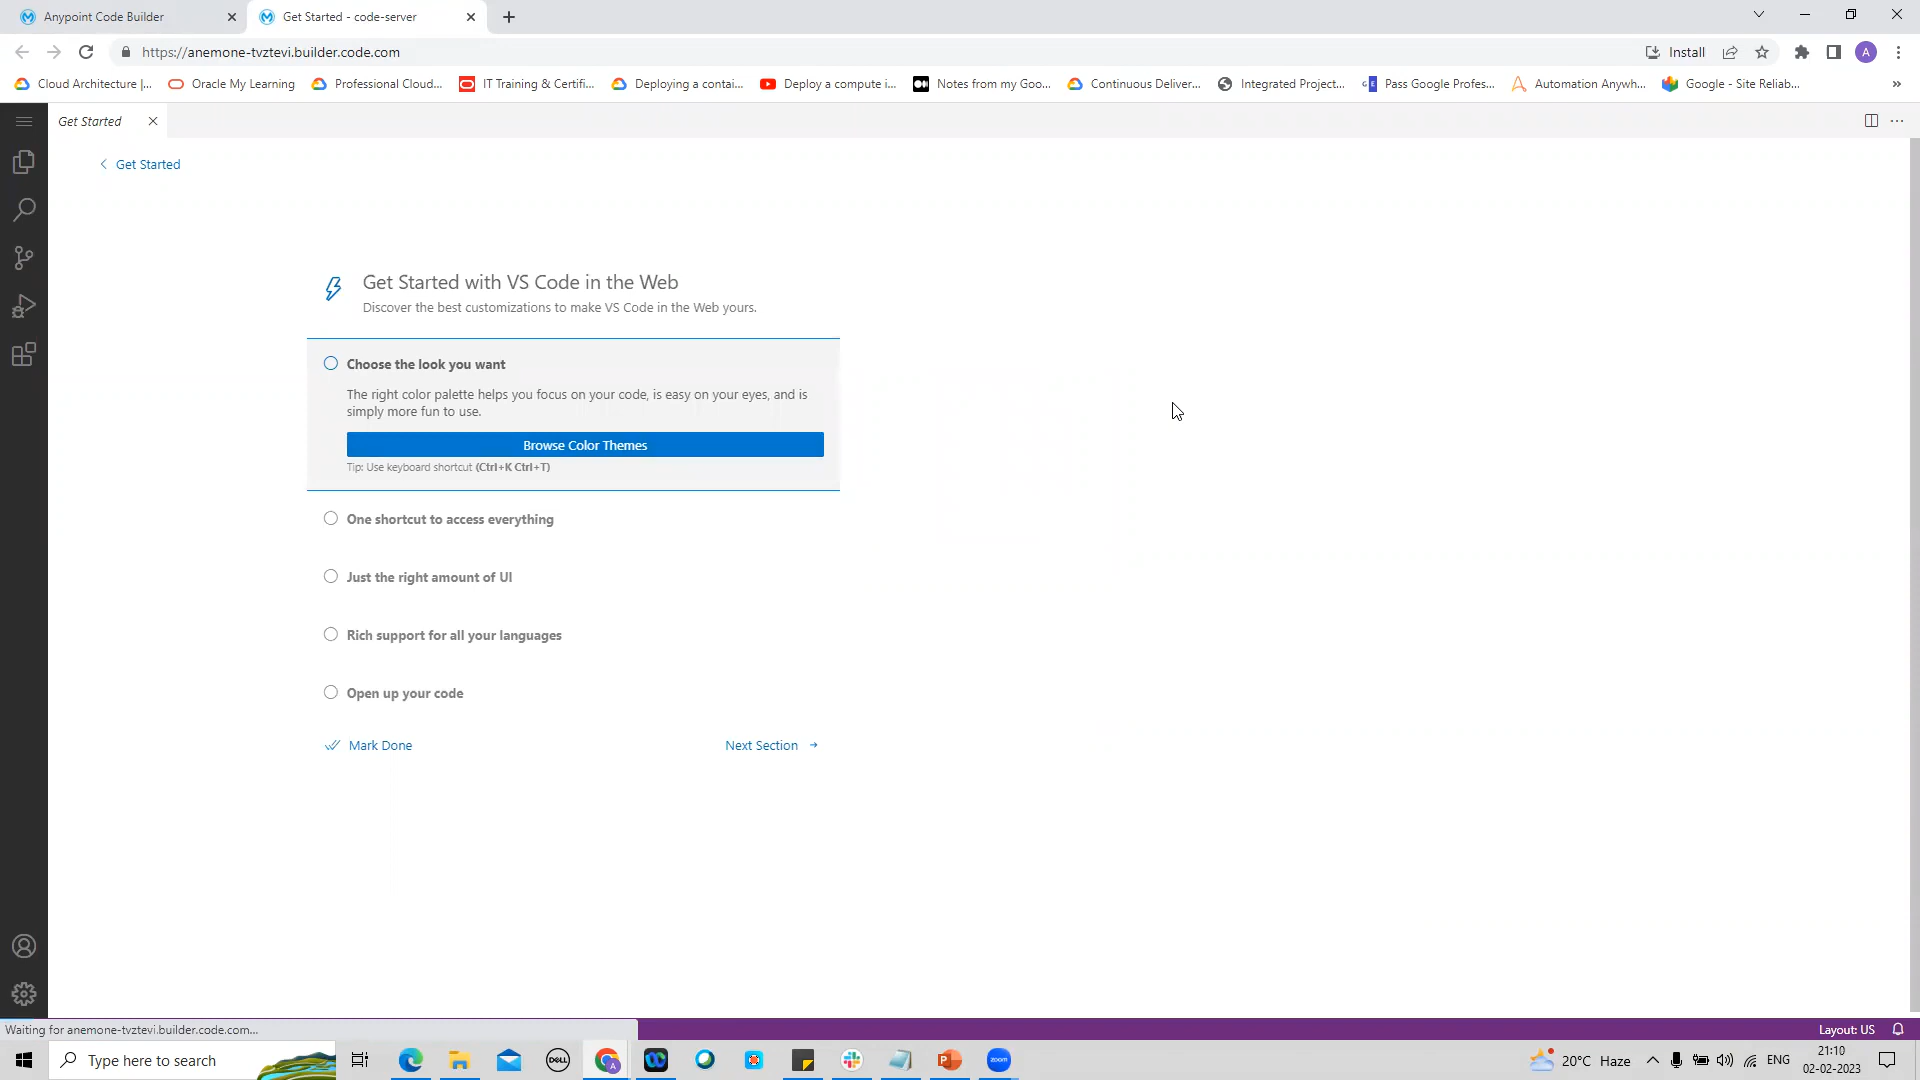 Anypoint Code Builder
Get Started - code-server
https://anemone-tvztevi.builder.code.com
Install
A
Cloud Architecture |...
Oracle My Learning
Professional Cloud...
IT Training & Certifi...
Deploying a contai...
Deploy a compute i...
Notes from my Goo...
Continuous Deliver...
Integrated Project...
Pass Google Profes...
Automation Anywh...
Google - Site Reliab...
»
Get Started
Get Started
Get Started with VS Code in the Web
Discover the best customizations to make VS Code in the Web yours.
Choose the look you want
The right color palette helps you focus on your code, is easy on your eyes, and is
simply more fun to use.
Browse Color Themes
Tip: Use keyboard shortcut (Ctrl+K Ctrl+T)
One shortcut to access everything
Just the right amount of UI
Rich support for all your languages
Open up your code
Mark Done
Next Section
Waiting for anemone-tvztevi.builder.code.com...
Layout: US
Type here to search
DELL
A
zoom
20°C Haze
ENG
21:10
02-02-2023